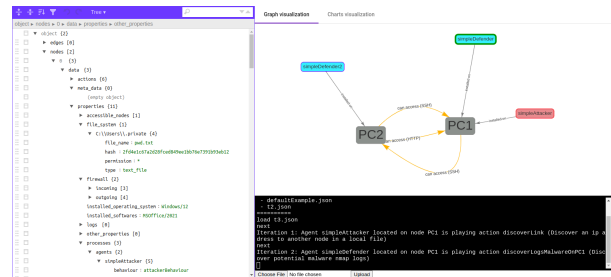 Tree ▾
object ▸ nodes ▸ 0 ▸ data ▸ properties ▸ other_properties
object {2}
edges [0]
nodes [2]
0 {3}
data {3}
actions {6}
meta_data {0}
(empty object)
properties {11}
accessible_nodes [1]
file_system {1}
C:\Users\\.private {4}
file_name : pwd.txt
permission : *
type : text_file
firewall {2}
incoming [3]
outgoing [4]
installed_operating_system : Windows/12
installed_softwares : MSOffice/2021
logs [0]
other_properties {0}
processes {3}
agents {2}
simpleAttacker {5}
behaviour : attackerBehaviour
Graph visualization
Charts visualization
simpleDefender
simpleDefender2
simpleAttacker
can access (SSH)
PC2
PC1
can access (HTTP)
can access (SSH)
- defaultExample.json
- t2.json
==========
load t3.json
next
Iteration 1: Agent simpleAttacker located on node PC1 is playing action discoverLink (Discover an ip a
dress to another node in a local file)
next
Iteration 2: Agent simpleDefender located on node PC1 is playing action discoverLogsMalwareOnPC1 (Disc
over potential malware nmap logs)
Choose File No file chosen
Upload